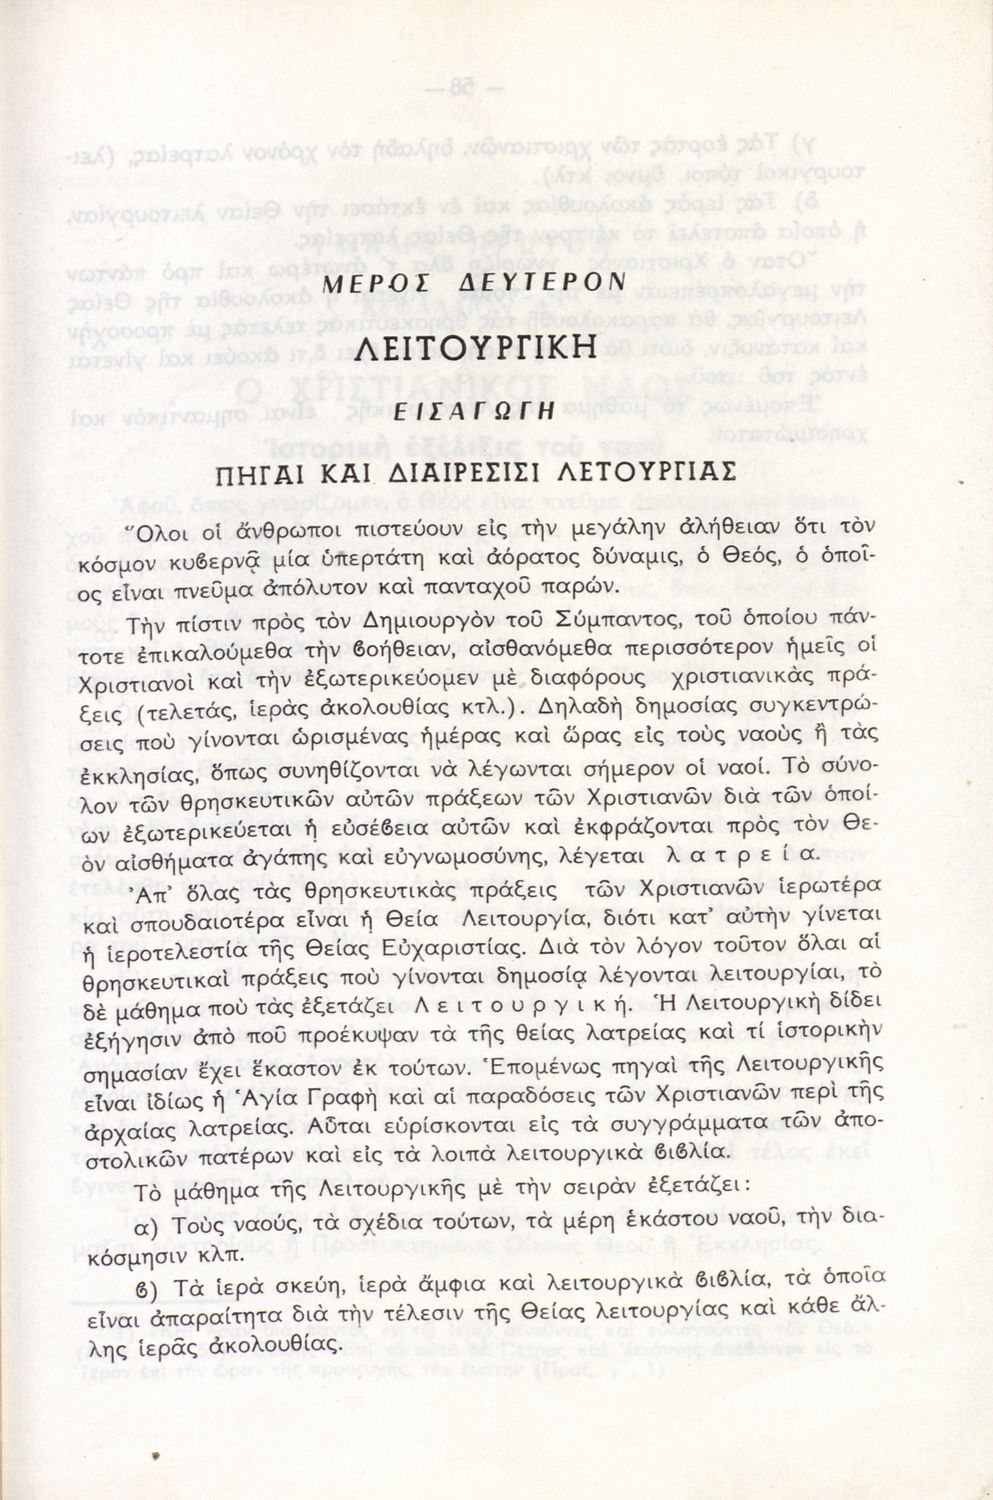 ΜΕΡΟΣ ΔΕΥΤΕΡΟΝ
ΛΕΙΤΟΥΡΓΙΚΗ
ΕΙΣΑΓΩΓΗ
ΠΗΓΑΙ ΚΑΙ ΔΙΑΙΡΕΣΙΣΙ ΛΕΤΟΥΡΓΙΑΣ
Ὅλοι οἱ ἄνθρωποι πιστεύουν εἰς τὴν μεγάλην ἀλήθειαν ὅτι τὸν
κόσμον κυβερνᾷ μία ὑπερτάτη καὶ ἀόρατος δύναμις, ὁ Θεός, ὁ ὁποῖ-
ος εἶναι πνεῦμα ἀπόλυτον καὶ πανταχοῦ παρών.
Τὴν πίστιν πρὸς τὸν Δημιουργὸν τοῦ Σύμπαντος, τοῦ ὁποίου πάν-
τοτε ἐπικαλούμεθα τὴν βοήθειαν, αἰσθανόμεθα περισσότερον ἡμεῖς οἱ
Χριστιανοὶ καὶ τὴν ἐξωτερικεύομεν μὲ διαφόρους χριστιανικὰς πρά-
ξεις (τελετάς, ἱερὰς ἀκολουθίας κτλ.). Δηλαδὴ δημοσίας συγκεντρώ-
σεις ποὺ γίνονται ὡρισμένας ἡμέρας καὶ ὥρας εἰς τοὺς ναοὺς ἢ τὰς
ἐκκλησίας, ὅπως συνηθίζονται νὰ λέγωνται σήμερον οἱ ναοί. Τὸ σύνο-
λον τῶν θρησκευτικῶν αὐτῶν πράξεων τῶν Χριστιανῶν διὰ τῶν ὁποί-
ων ἐξωτερικεύεται ἡ εὐσέβεια αὐτῶν καὶ ἐκφράζονται πρὸς τὸν Θε-
ὸν αἰσθήματα ἀγάπης καὶ εὐγνωμοσύνης, λέγεται λ α τ ρ ε ί α.
Ἀπ’ ὅλας τὰς θρησκευτικὰς πράξεις τῶν Χριστιανῶν ἱερωτέρα
καὶ σπουδαιοτέρα εἶναι ἡ Θεία Λειτουργία, διότι κατ’ αὐτὴν γίνεται
ἡ ἱεροτελεστία τῆς Θείας Εὐχαριστίας. Διὰ τὸν λόγον τοῦτον ὅλαι αἱ
θρησκευτικαὶ πράξεις ποὺ γίνονται δημοσίᾳ λέγονται λειτουργίαι, τὸ
δὲ μάθημα ποὺ τὰς ἐξετάζει Λ ε ι τ ο υ ρ γ ι κ ή. Ἡ Λειτουργικὴ δίδει
ἐξήγησιν ἀπὸ ποῦ προέκυψαν τὰ τῆς θείας λατρείας καὶ τί ἱστορικὴν
σημασίαν ἔχει ἕκαστον ἐκ τούτων. Ἑπομένως πηγαὶ τῆς Λειτουργικῆς
εἶναι ἰδίως ἡ Ἁγία Γραφὴ καὶ αἱ παραδόσεις τῶν Χριστιανῶν περὶ τῆς
ἀρχαίας λατρείας. Αὗται εὑρίσκονται εἰς τὰ συγγράμματα τῶν ἀπο-
στολικῶν πατέρων καὶ εἰς τὰ λοιπὰ λειτουργικὰ βιβλία.
Τὸ μάθημα τῆς Λειτουργικῆς μὲ τὴν σειρὰν ἐξετάζει:
α) Τοὺς ναούς, τὰ σχέδια τούτων, τὰ μέρη ἑκάστου ναοῦ, τὴν δια-
κόσμησιν κλπ.
β) Τὰ ἱερὰ σκεύη, ἱερὰ ἄμφια καὶ λειτουργικὰ βιβλία, τὰ ὁποῖα
εἶναι ἀπαραίτητα διὰ τὴν τέλεσιν τῆς Θείας λειτουργίας καὶ κάθε ἄλ-
λης ἱερᾶς ἀκολουθίας.